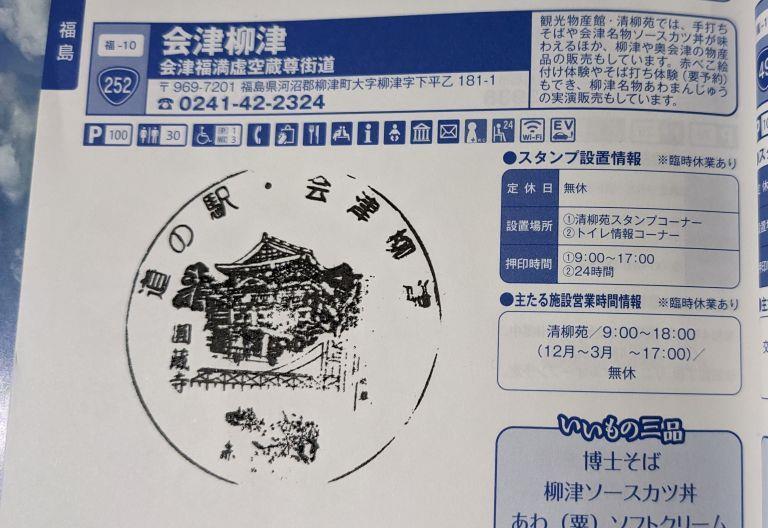 福島
福-10
会津柳津
会津福満虚空蔵尊街道
252
〒969-7201 福島県河沼郡柳津町大字柳津字下平乙 181-1
☎ 0241-42-2324
観光物産館・清柳苑では、手打ち
そばや会津名物ソースカツ丼が味
わえるほか、柳津や奥会津の物産
品の販売もしています。赤べこ絵
付け体験やそば打ち体験(要予約)
もでき、柳津名物あわまんじゅう
の実演販売もしています。
P 100
30
24
Wi-Fi
EV
●スタンプ設置情報 ※臨時休業あり
定休日 無休
設置場所 ①清柳苑スタンプコーナー
②トイレ情報コーナー
押印時間 ①9:00～17:00
②24時間
●主たる施設営業時間情報 ※臨時休業あり
清柳苑／9:00～18:00
(12月～3月 ～17:00)／
無休
道の駅・会津柳津
圓蔵寺
いいもの三品
博士そば
柳津ソースカツ丼
あわ（粟）ソフトクリーム